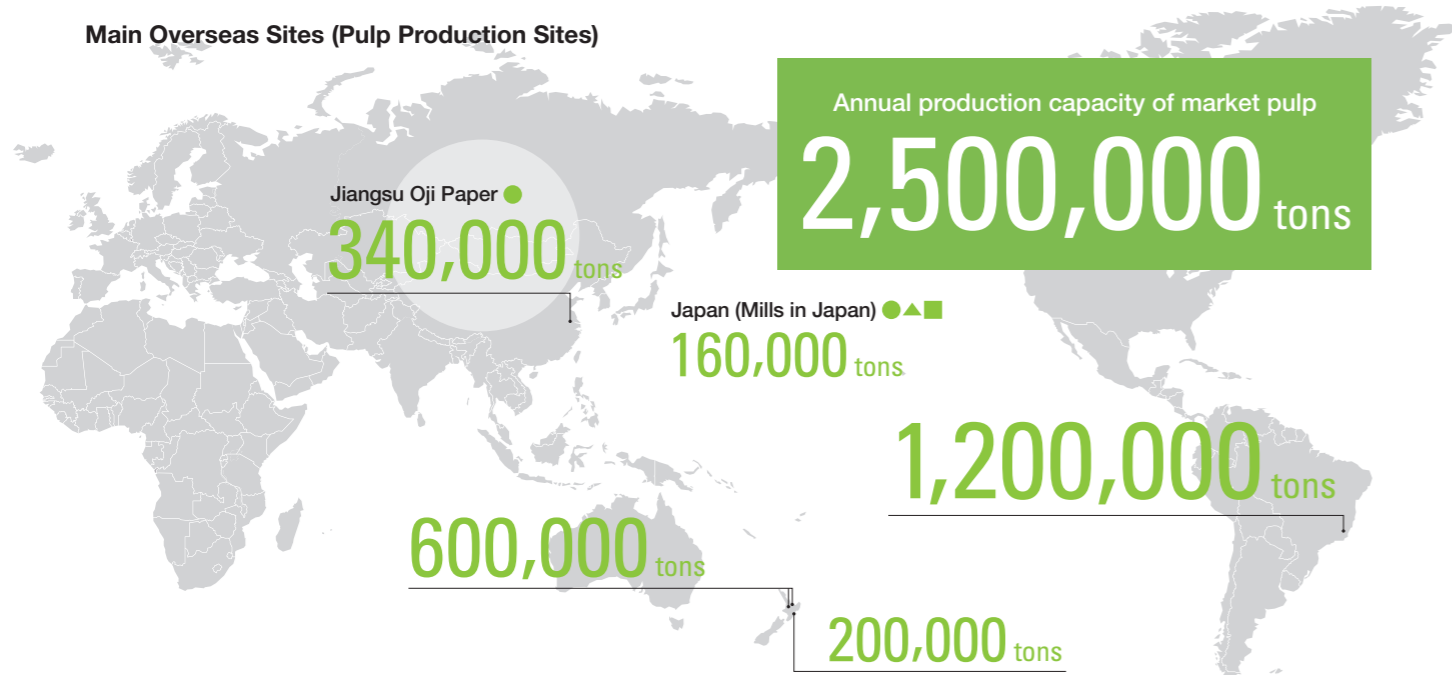 Main Overseas Sites (Pulp Production Sites)
Annual production capacity of market pulp
2,500,000 tons
Jiangsu Oji Paper
340,000 tons
Japan (Mills in Japan)
160,000 tons
1,200,000 tons
600,000 tons
200,000 tons